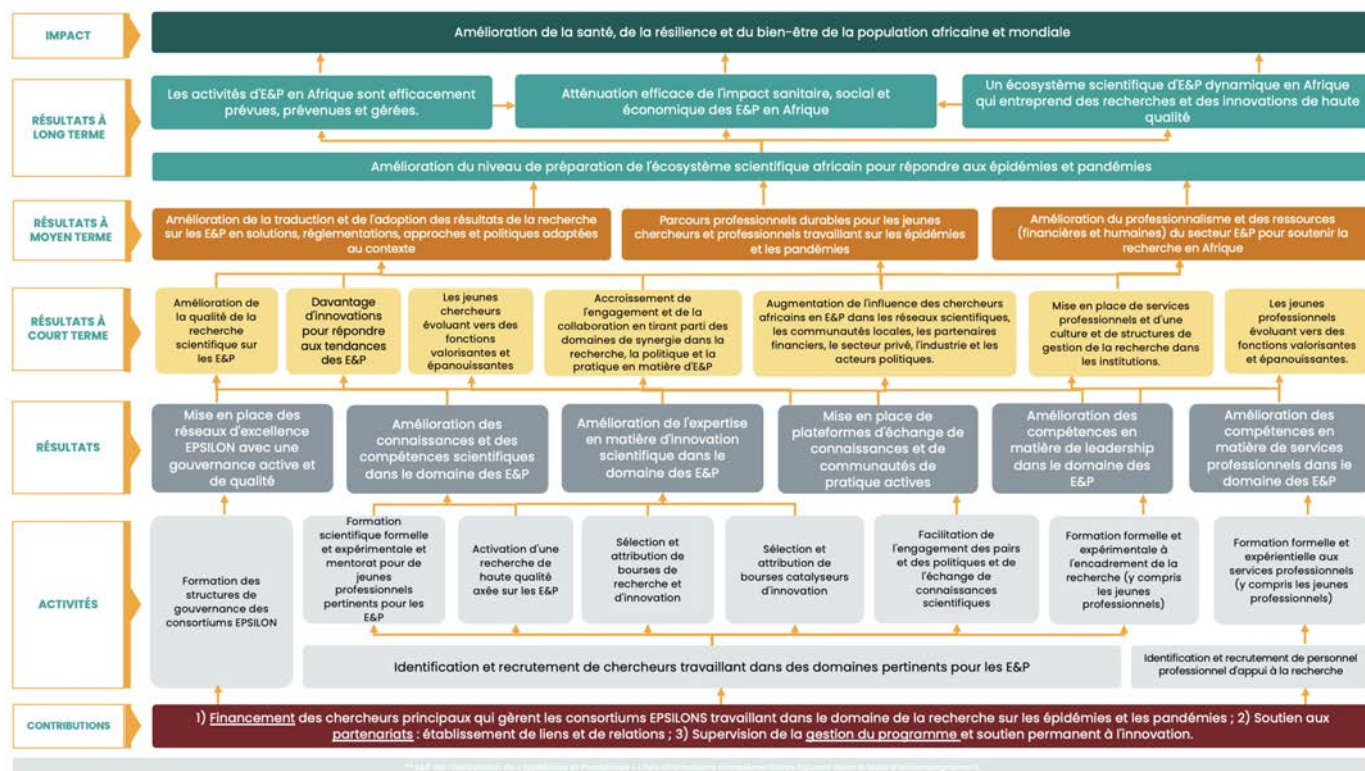 IMPACT
Amélioration de la santé, de la résilience et du bien-être de la population africaine et mondiale
RÉSULTATS À
LONG TERME
Les activités d'E&P en Afrique sont efficacement
prévues, prévenues et gérées.
Atténuation efficace de l'impact sanitaire, social et
économique des E&P en Afrique
Un écosystème scientifique d'E&P dynamique en Afrique
qui entreprend des recherches et des innovations de haute
qualité
Amélioration du niveau de préparation de l'écosystème scientifique africain pour répondre aux épidémies et pandémies
RÉSULTATS À
MOYEN TERME
Amélioration de la traduction et de l'adoption des résultats de la recherche
sur les E&P en solutions, réglementations, approches et politiques adaptées
au contexte
Parcours professionnels durables pour les jeunes
chercheurs et professionnels travaillant sur les épidémies
et les pandémies
Amélioration du professionnalisme et des ressources
(financières et humaines) du secteur E&P pour soutenir la
recherche en Afrique
RÉSULTATS À
COURT TERME
Amélioration de
la qualité de la
recherche
scientifique sur
les E&P
Davantage
d'innovations
pour répondre
aux tendances
des E&P
Les jeunes
chercheurs
évoluant vers des
fonctions
valorisantes et
épanouissantes
Accroissement de
l'engagement et de la
collaboration en tirant parti des
domaines de synergie dans la
recherche, la politique et la
pratique en matière d'E&P
Augmentation de l'influence des chercheurs
africains en E&P dans les réseaux scientifiques,
les communautés locales, les partenaires
financiers, le secteur privé, l'industrie et les
acteurs politiques.
Mise en place de services
professionnels et d'une
culture et de structures de
gestion de la recherche dans
les institutions.
Les jeunes
professionnels
évoluant vers des
fonctions valorisantes
et épanouissantes.
RÉSULTATS
Mise en place des
réseaux d'excellence
EPSILON avec une
gouvernance active et
de qualité
Amélioration des
connaissances et des
compétences scientifiques
dans le domaine des E&P
Amélioration de l'expertise
en matière d'innovation
scientifique dans le
domaine des E&P
Mise en place de
plateformes d'échange de
connaissances et de
communautés de
pratique actives
Amélioration des
compétences en
matière de leadership
dans le domaine des
E&P
Amélioration des
compétences en
matière de services
professionnels dans le
domaine des E&P
ACTIVITÉS
Formation des
structures de
gouvernance des
consortiums EPSILON
Formation
scientifique formelle
et expérimentale et
mentorat pour de
jeunes
professionnels
pertinents pour les
E&P
Activation d'une
recherche de
haute qualité
axée sur les E&P
Sélection et
attribution de
bourses de
recherche et
d'innovation
Sélection et
attribution de
bourses catalyseurs
d'innovation
Facilitation de
l'engagement des pairs
et des politiques et de
l'échange de
connaissances
scientifiques
Formation formelle et
expérimentale à
l'encadrement de la
recherche (y compris
les jeunes
professionnels)
Formation formelle et
expérientielle aux
services professionnels
(y compris les jeunes
professionnels)
Identification et recrutement de chercheurs travaillant dans des domaines pertinents pour les E&P
Identification et recrutement de personnel
professionnel d'appui à la recherche
CONTRIBUTIONS
1) Financement des chercheurs principaux qui gèrent les consortiums EPSILONS travaillant dans le domaine de la recherche sur les épidémies et les pandémies ; 2) Soutien aux
partenariats : établissement de liens et de relations ; 3) Supervision de la gestion du programme et soutien permanent à l'innovation.